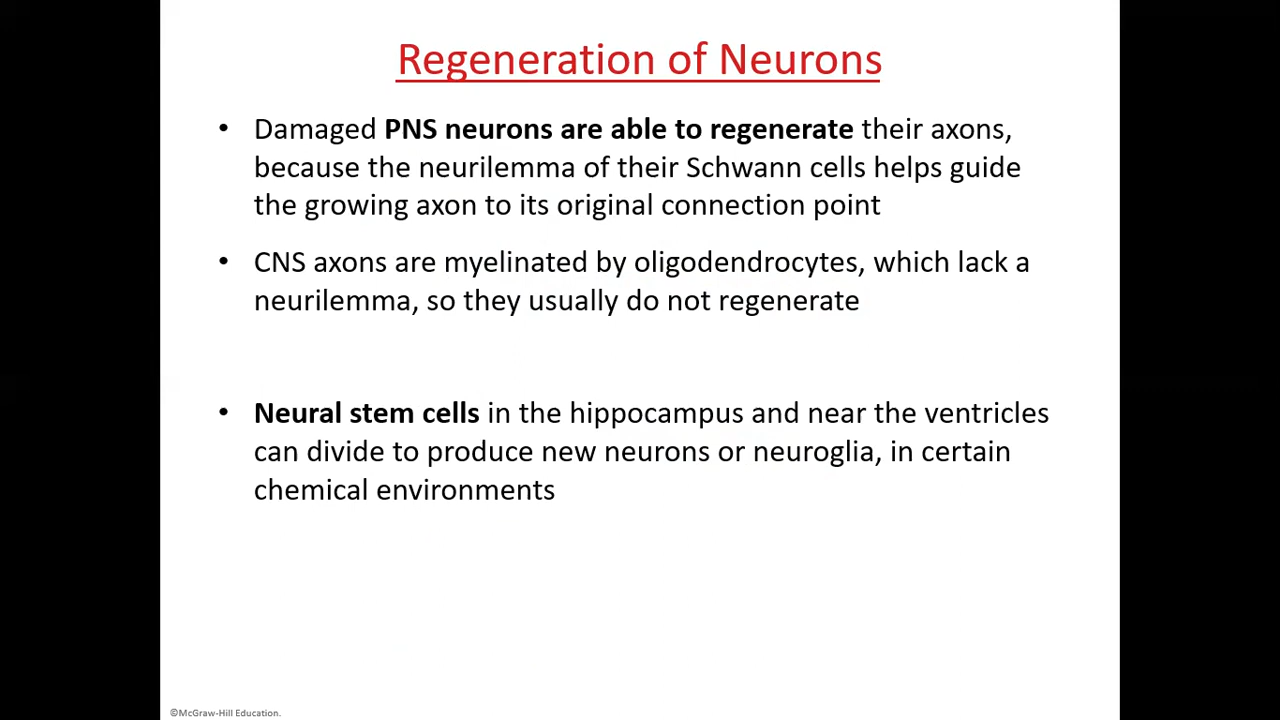 Regeneration of Neurons
• Damaged PNS neurons are able to regenerate their axons,
because the neurilemma of their Schwann cells helps guide
the growing axon to its original connection point
• CNS axons are myelinated by oligodendrocytes, which lack a
neurilemma, so they usually do not regenerate
• Neural stem cells in the hippocampus and near the ventricles
can divide to produce new neurons or neuroglia, in certain
chemical environments
©McGraw-Hill Education.